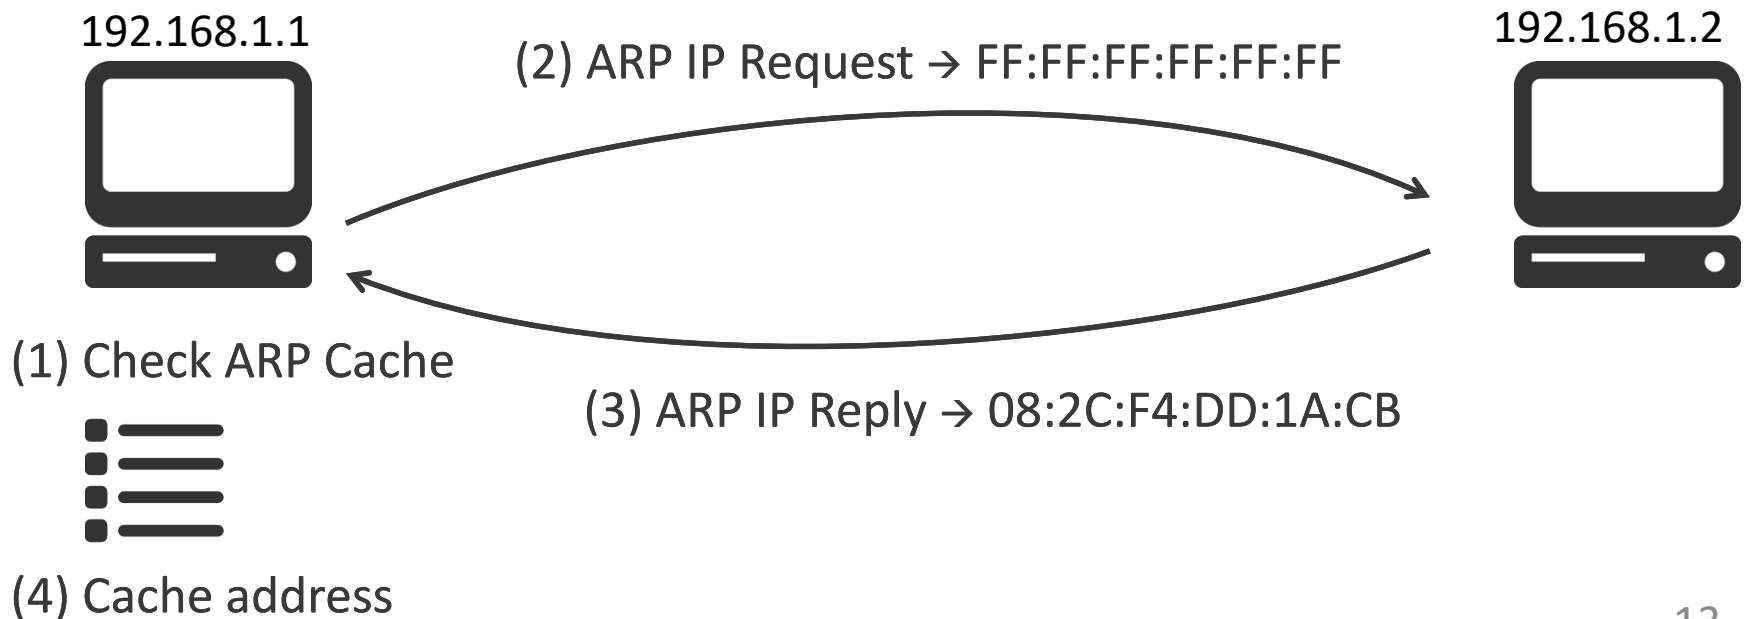 192.168.1.1
192.168.1.2
(2) ARP IP Request → FF:FF:FF:FF:FF:FF
(1) Check ARP Cache
(3) ARP IP Reply → 08:2C:F4:DD:1A:CB
(4) Cache address